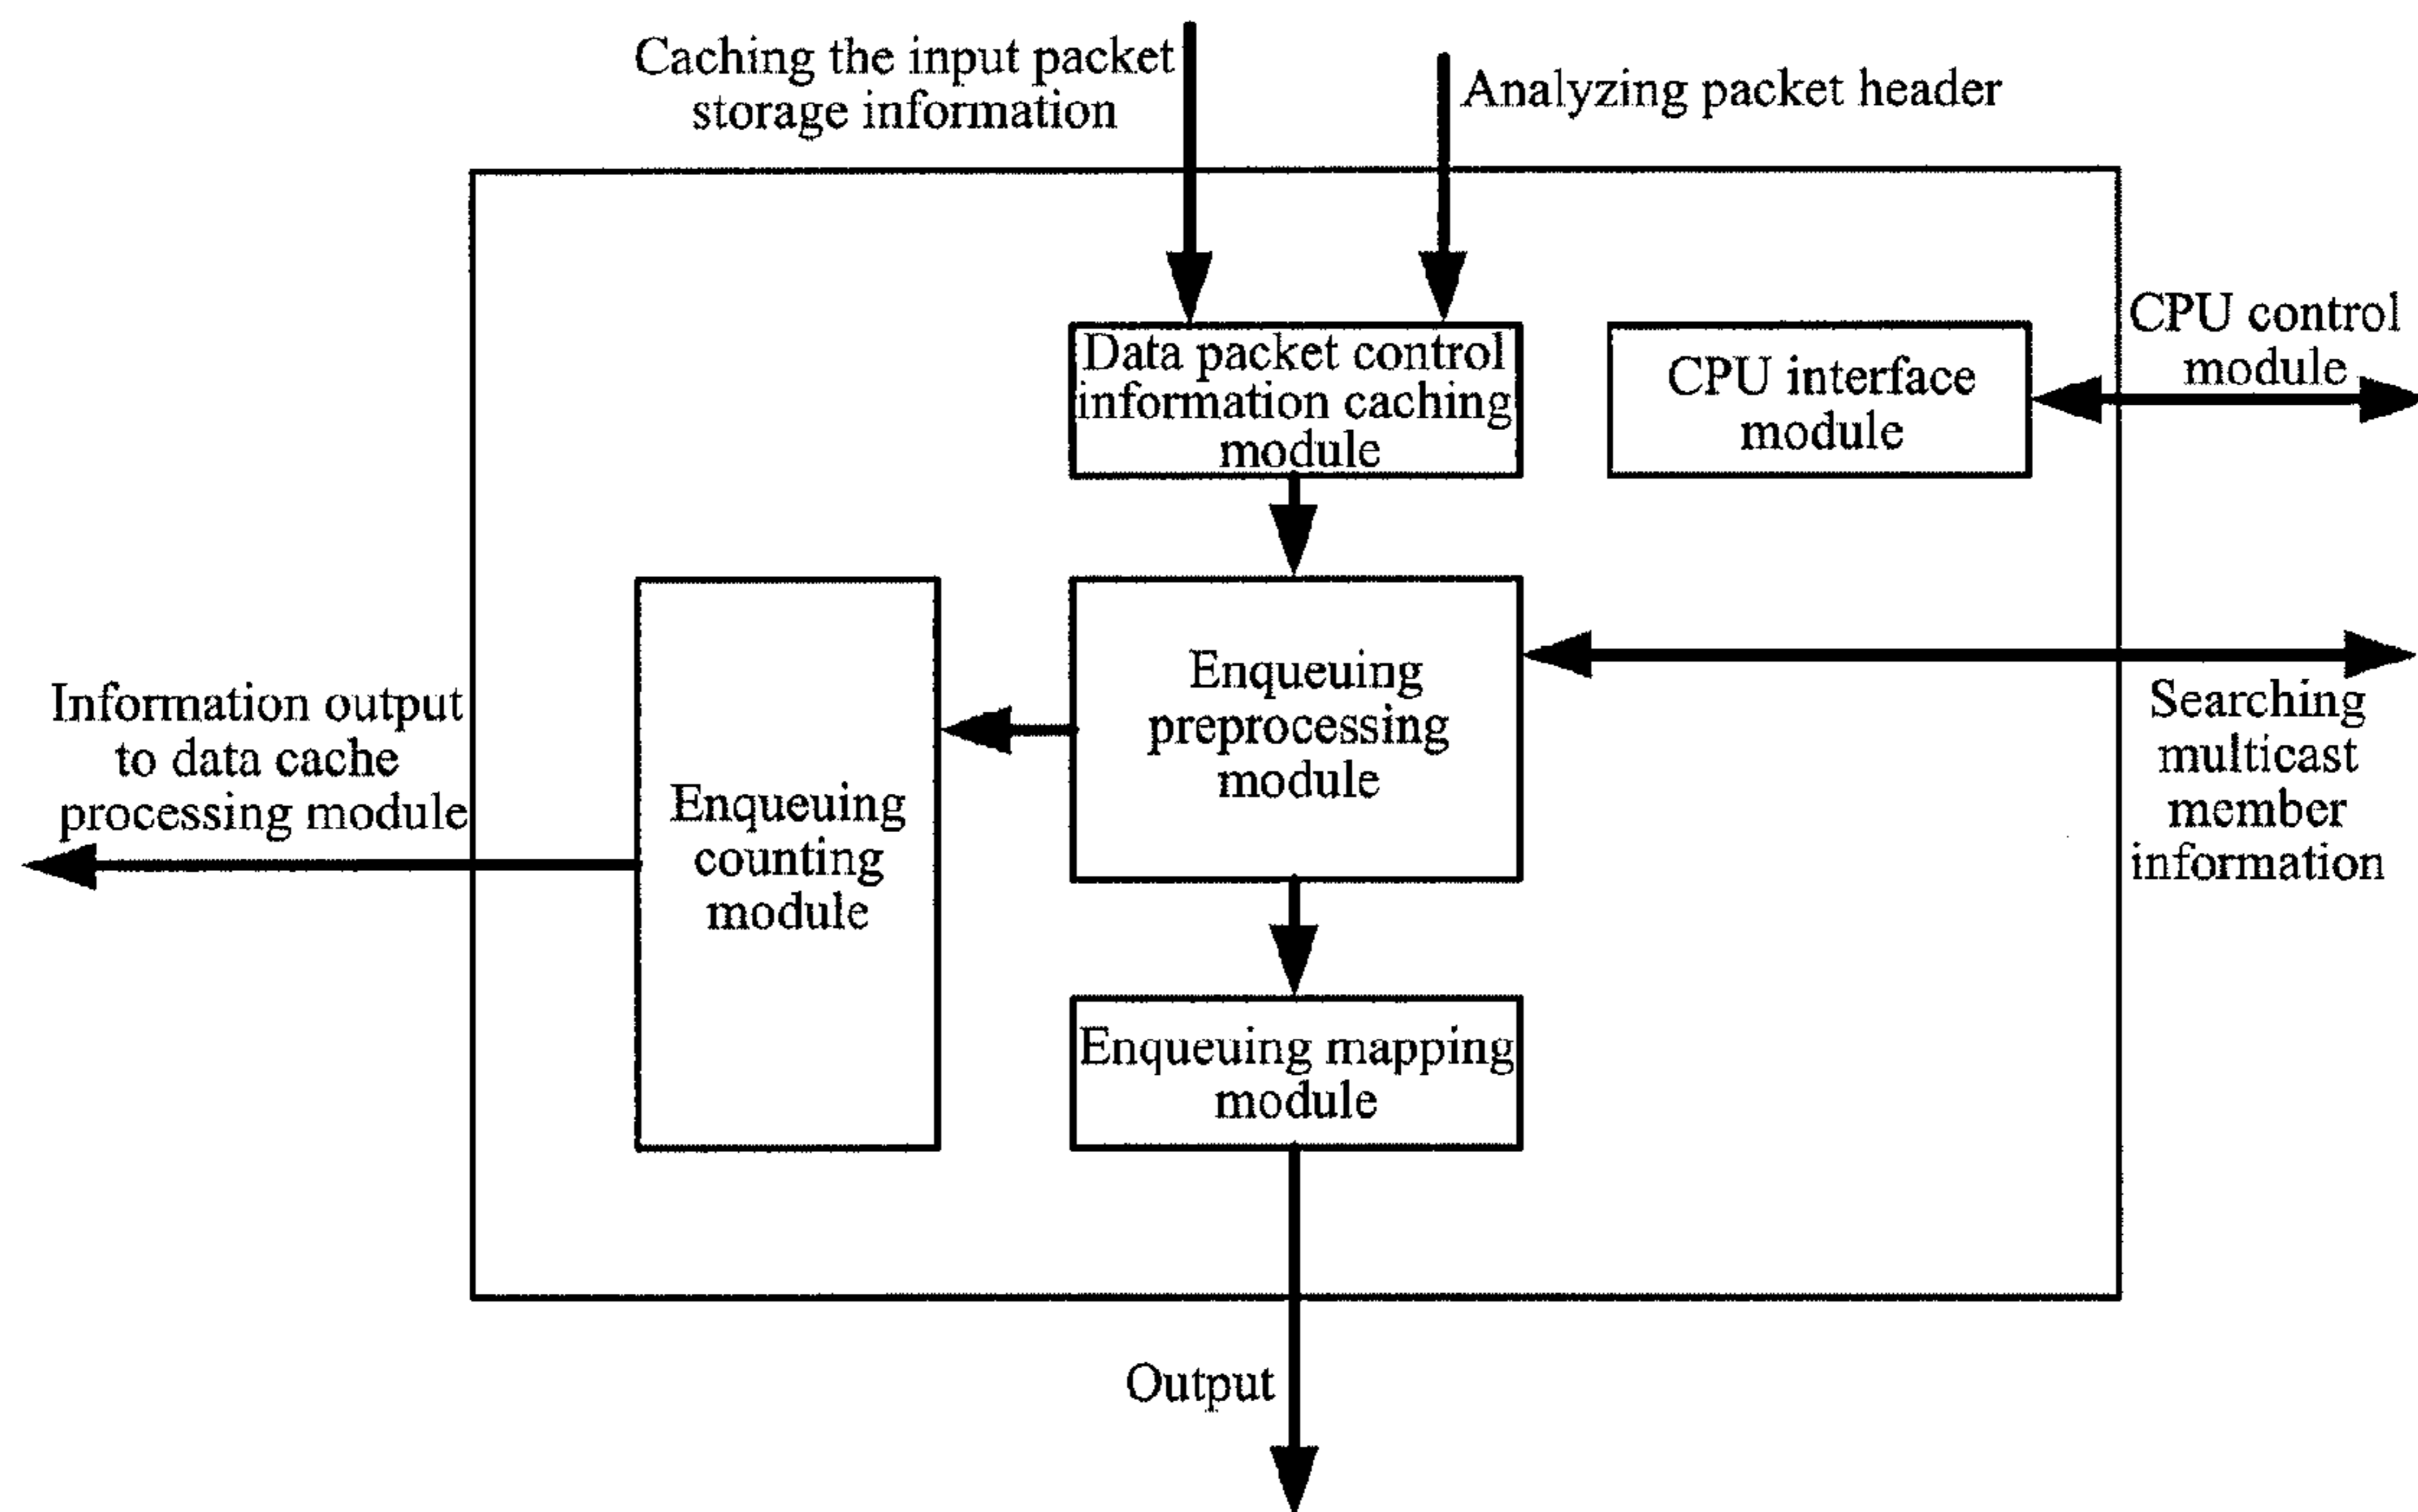 Caching the input packet
storage information
Analyzing packet header
Data packet control
information caching
module
CPU interface
module
CPU control
module
Enqueuing
preprocessing
module
Searching
multicast
member
information
Information output
to data cache
processing module
Enqueuing
counting
module
Enqueuing mapping
module
Output